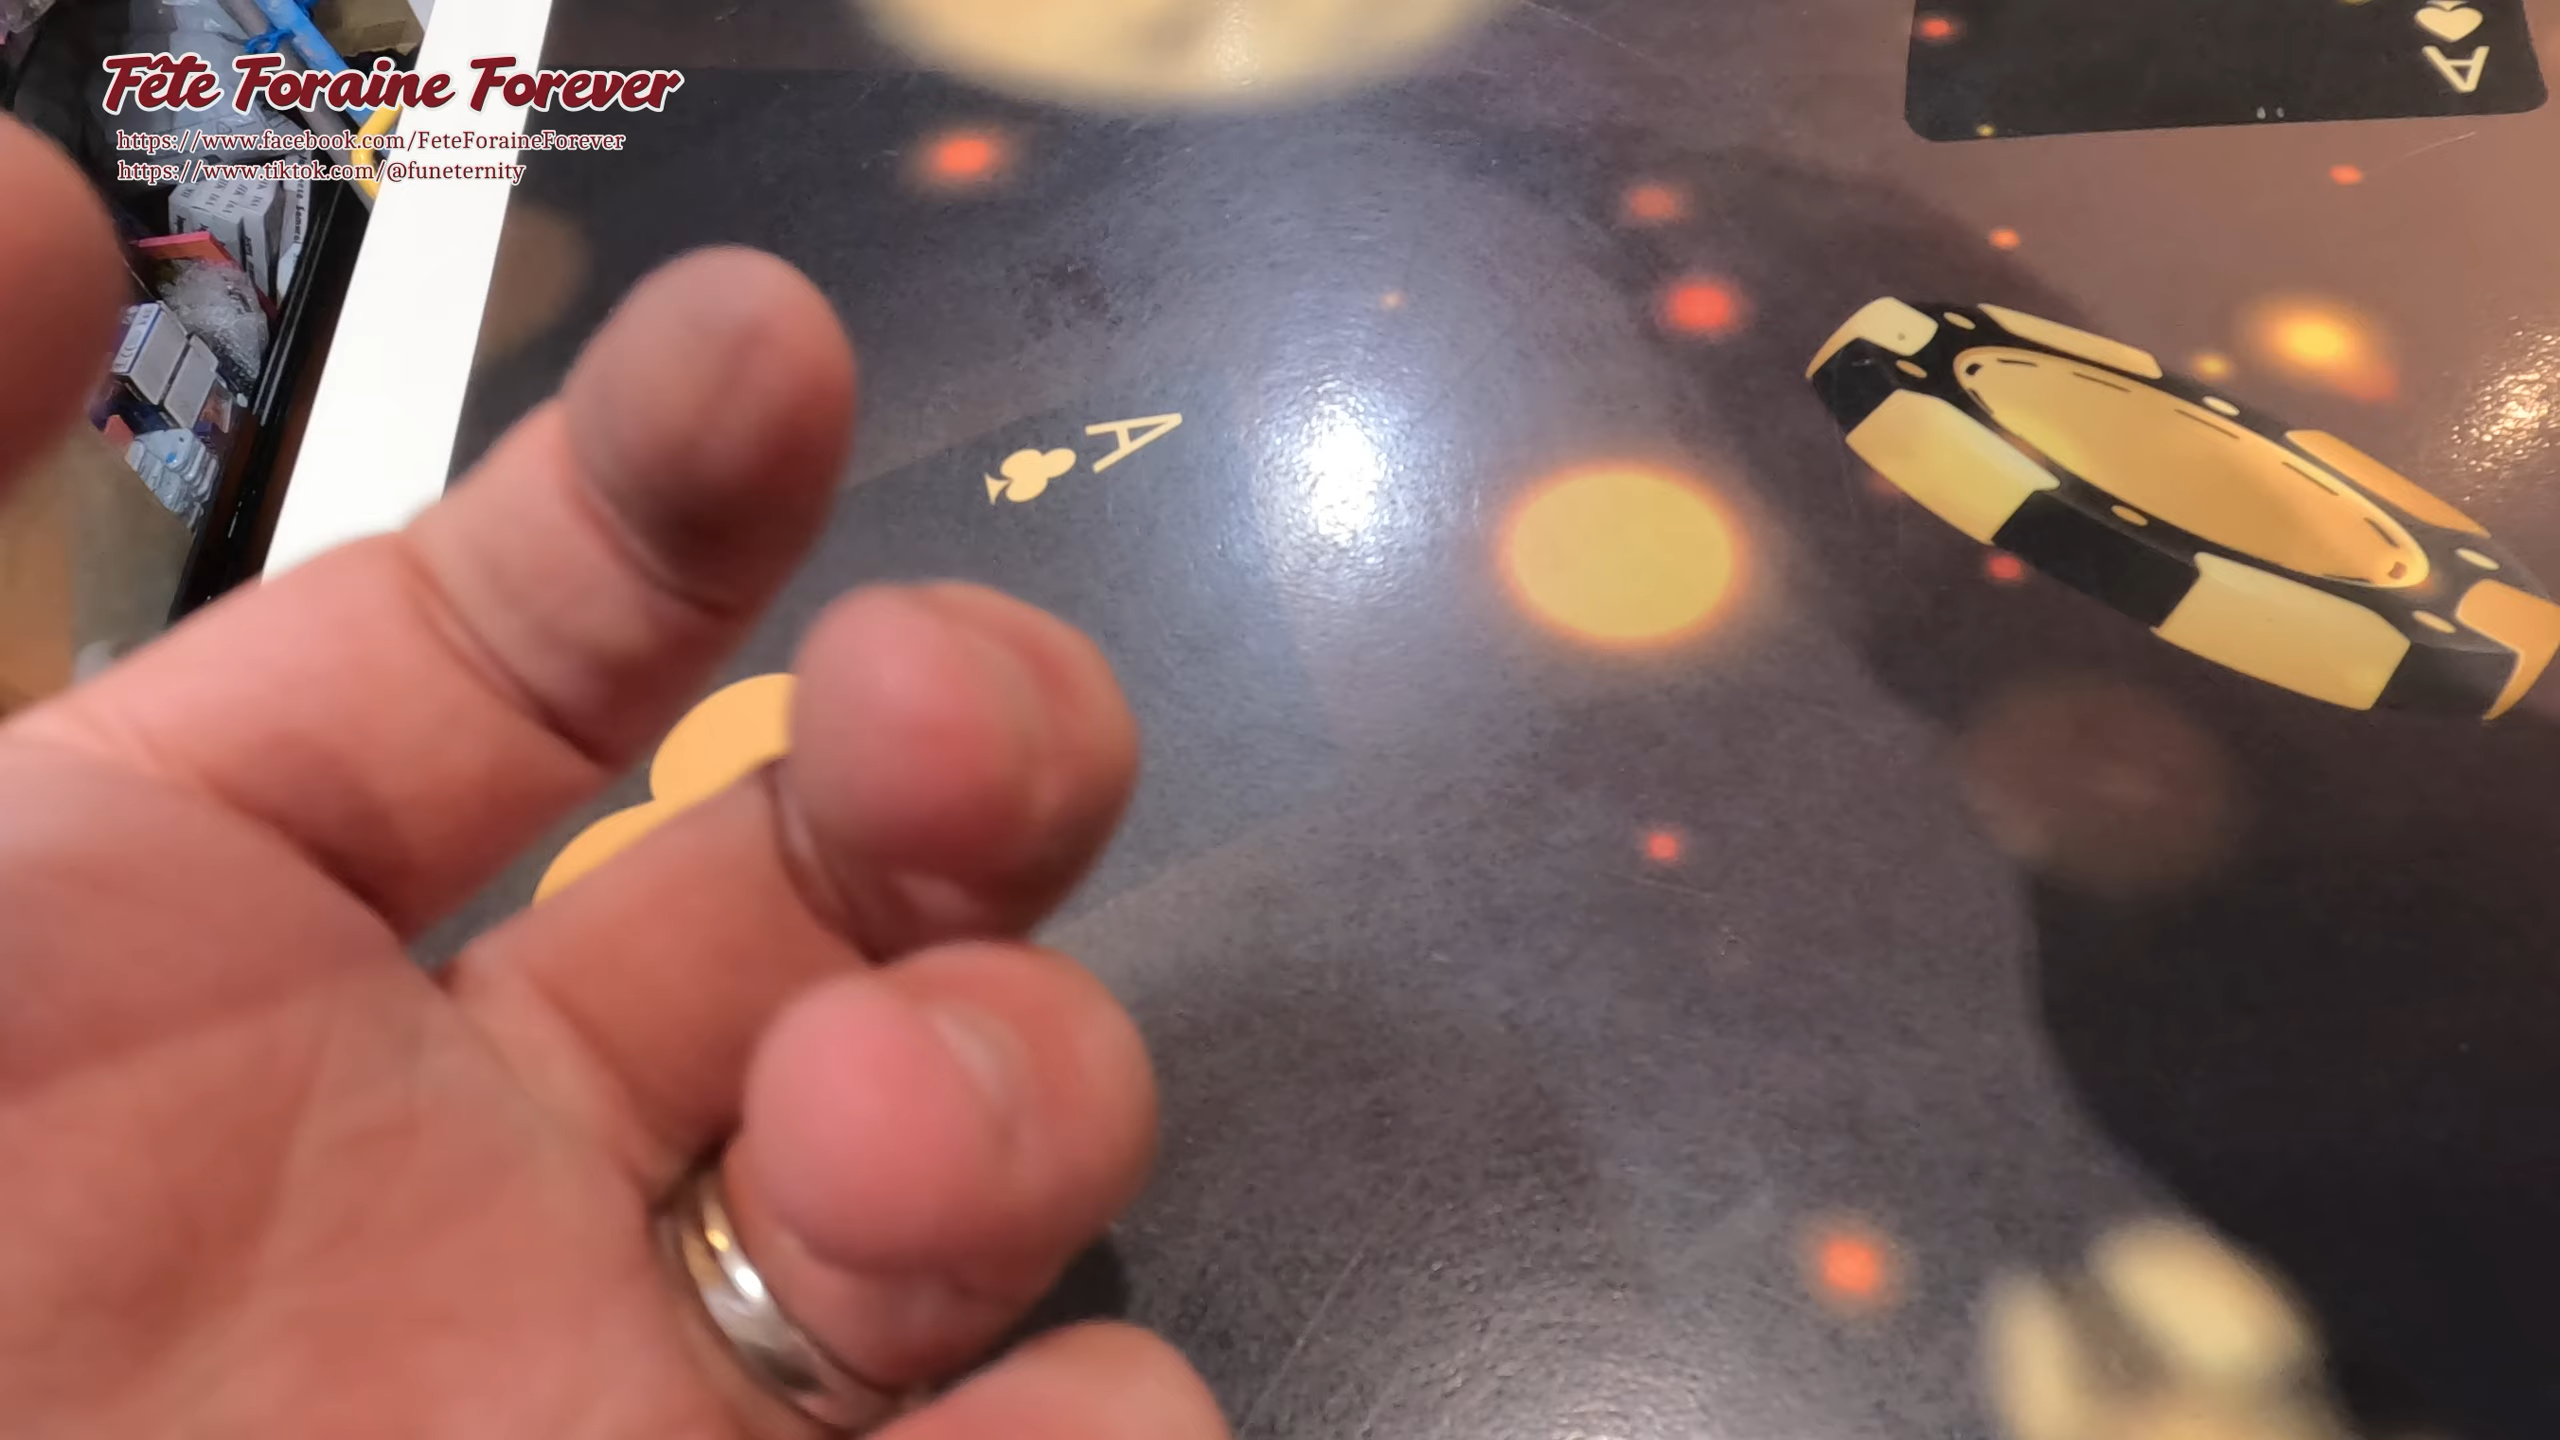 Fête Foraine Forever
https://www.facebook.com/FeteForaineForever
https://www.tiktok.com/@funeternity
A
A